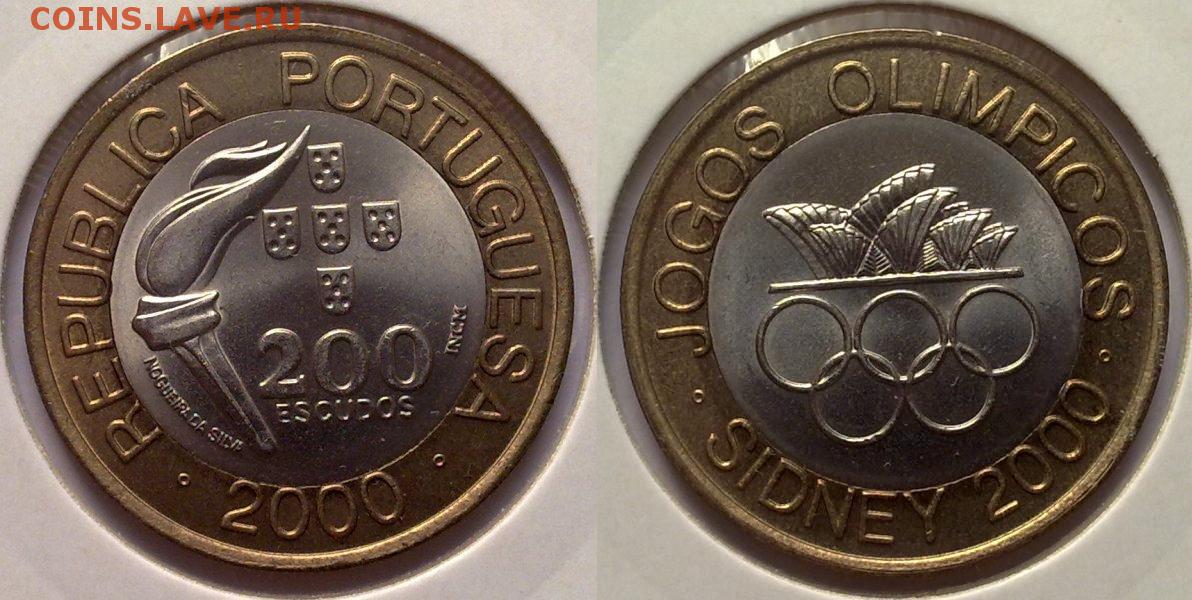 COINS.LAVE.RU
REPUBLICA PORTUGUESA
200
ESCUDOS
INCM
NOGUEIRA DA SILVA
2000
JOGOS OLIMPICOS
SIDNEY 2000